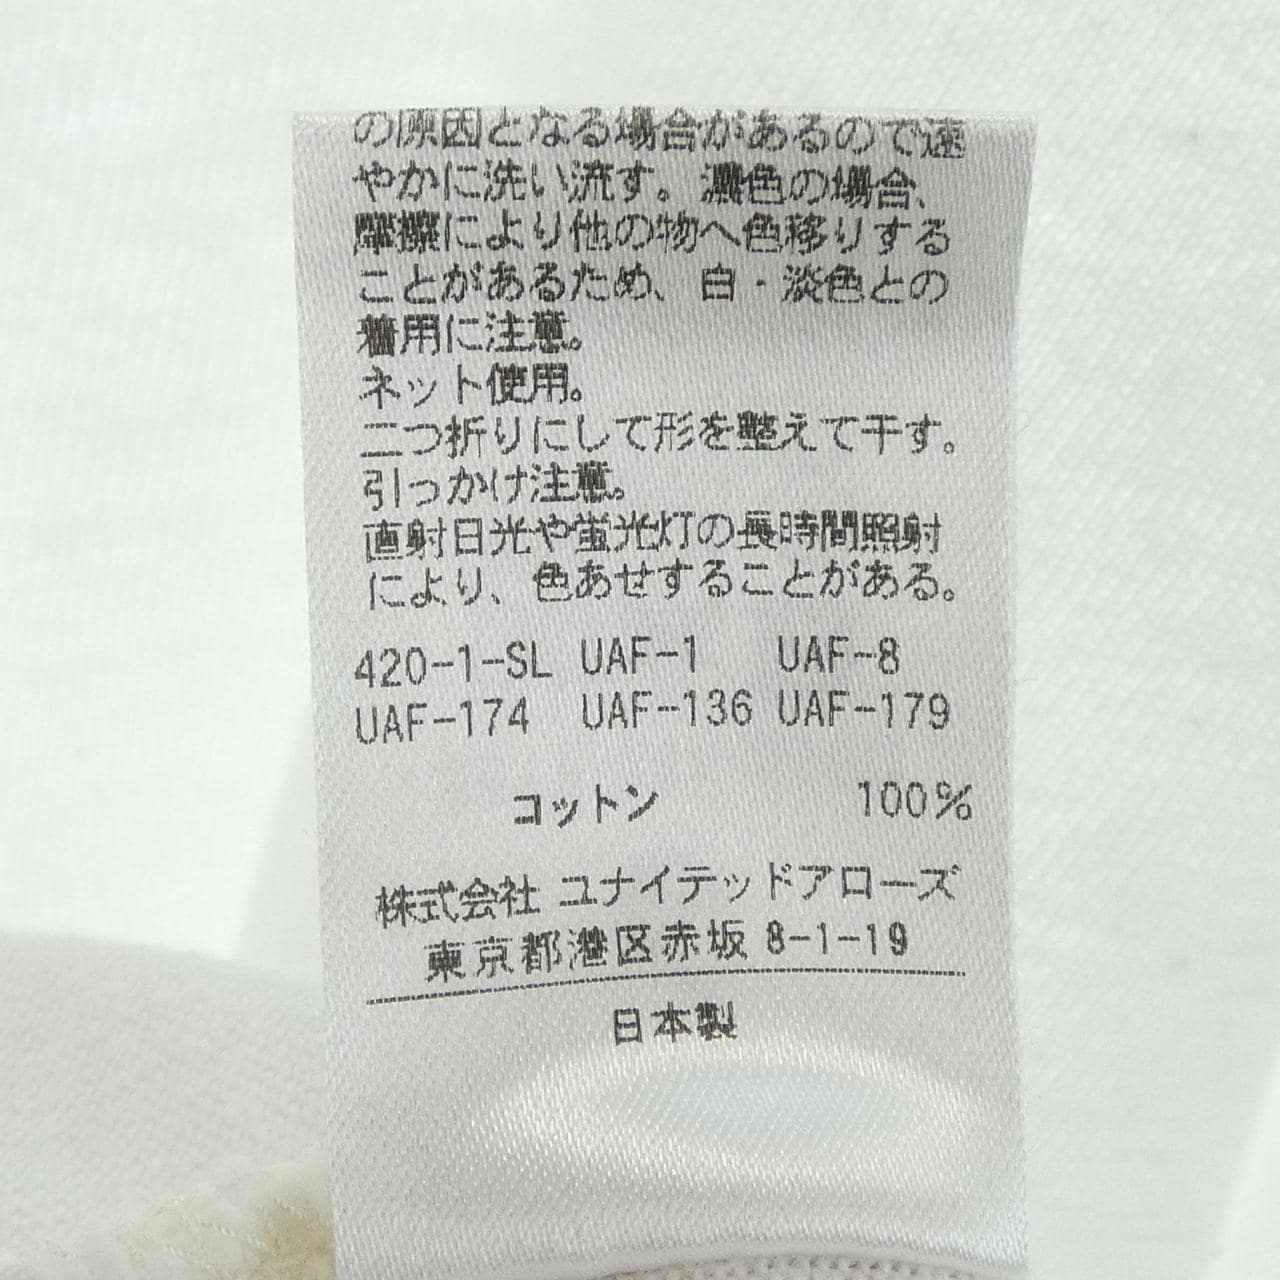 の原因となる場合があるので速
やかに洗い流す。濃色の場合、
摩擦により他の物へ色移りする
ことがあるため、白・淡色との
着用に注意。
ネット使用。
二つ折りにして形を整えて干す。
引っかけ注意。
直射日光や蛍光灯の長時間照射
により、色あせすることがある。
420-1-SL UAF-1 UAF-8
UAF-174 UAF-136 UAF-179
コットン 100%
株式会社 ユナイテッドアローズ
東京都港区赤坂 8-1-19
日本製